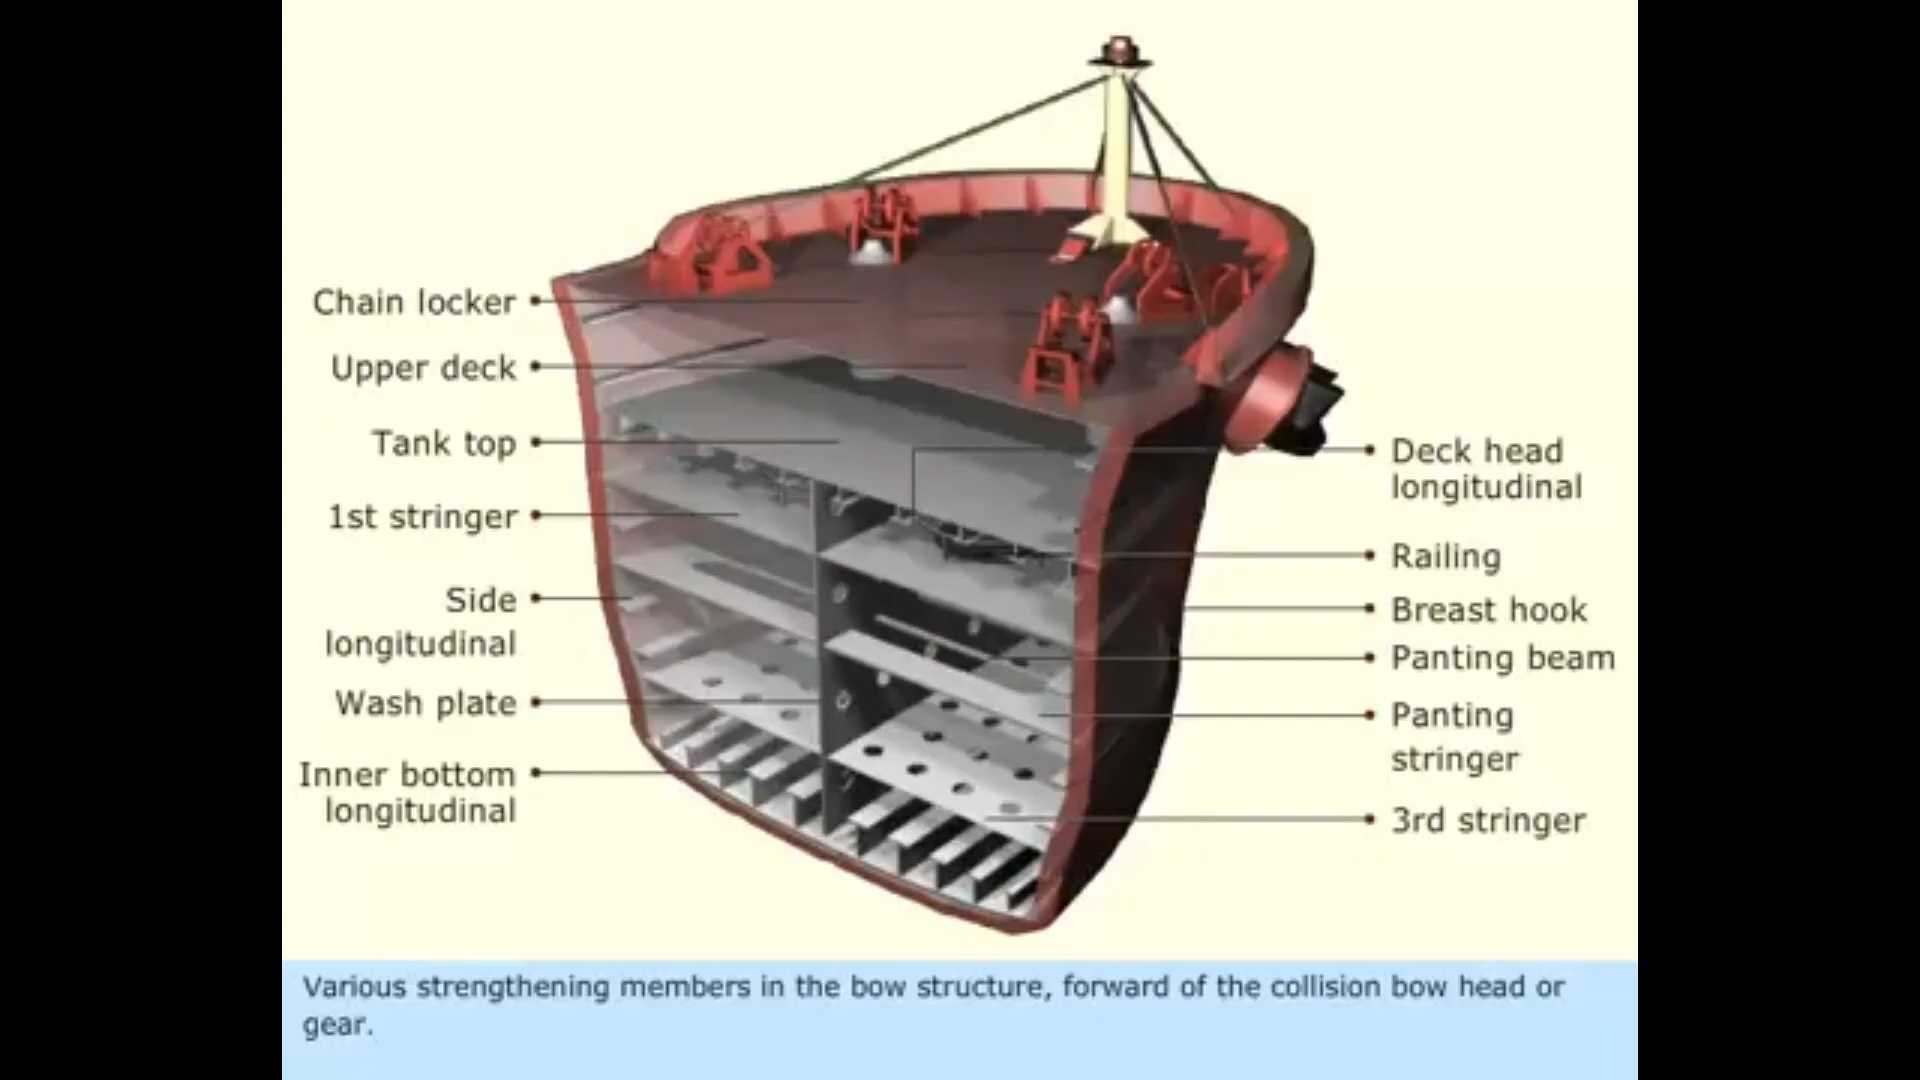 Chain locker
Upper deck
Tank top
1st stringer
Side
longitudinal
Wash plate
Inner bottom
longitudinal
Deck head
longitudinal
Railing
Breast hook
Panting beam
Panting
stringer
3rd stringer
Various strengthening members in the bow structure, forward of the collision bow head or
gear.